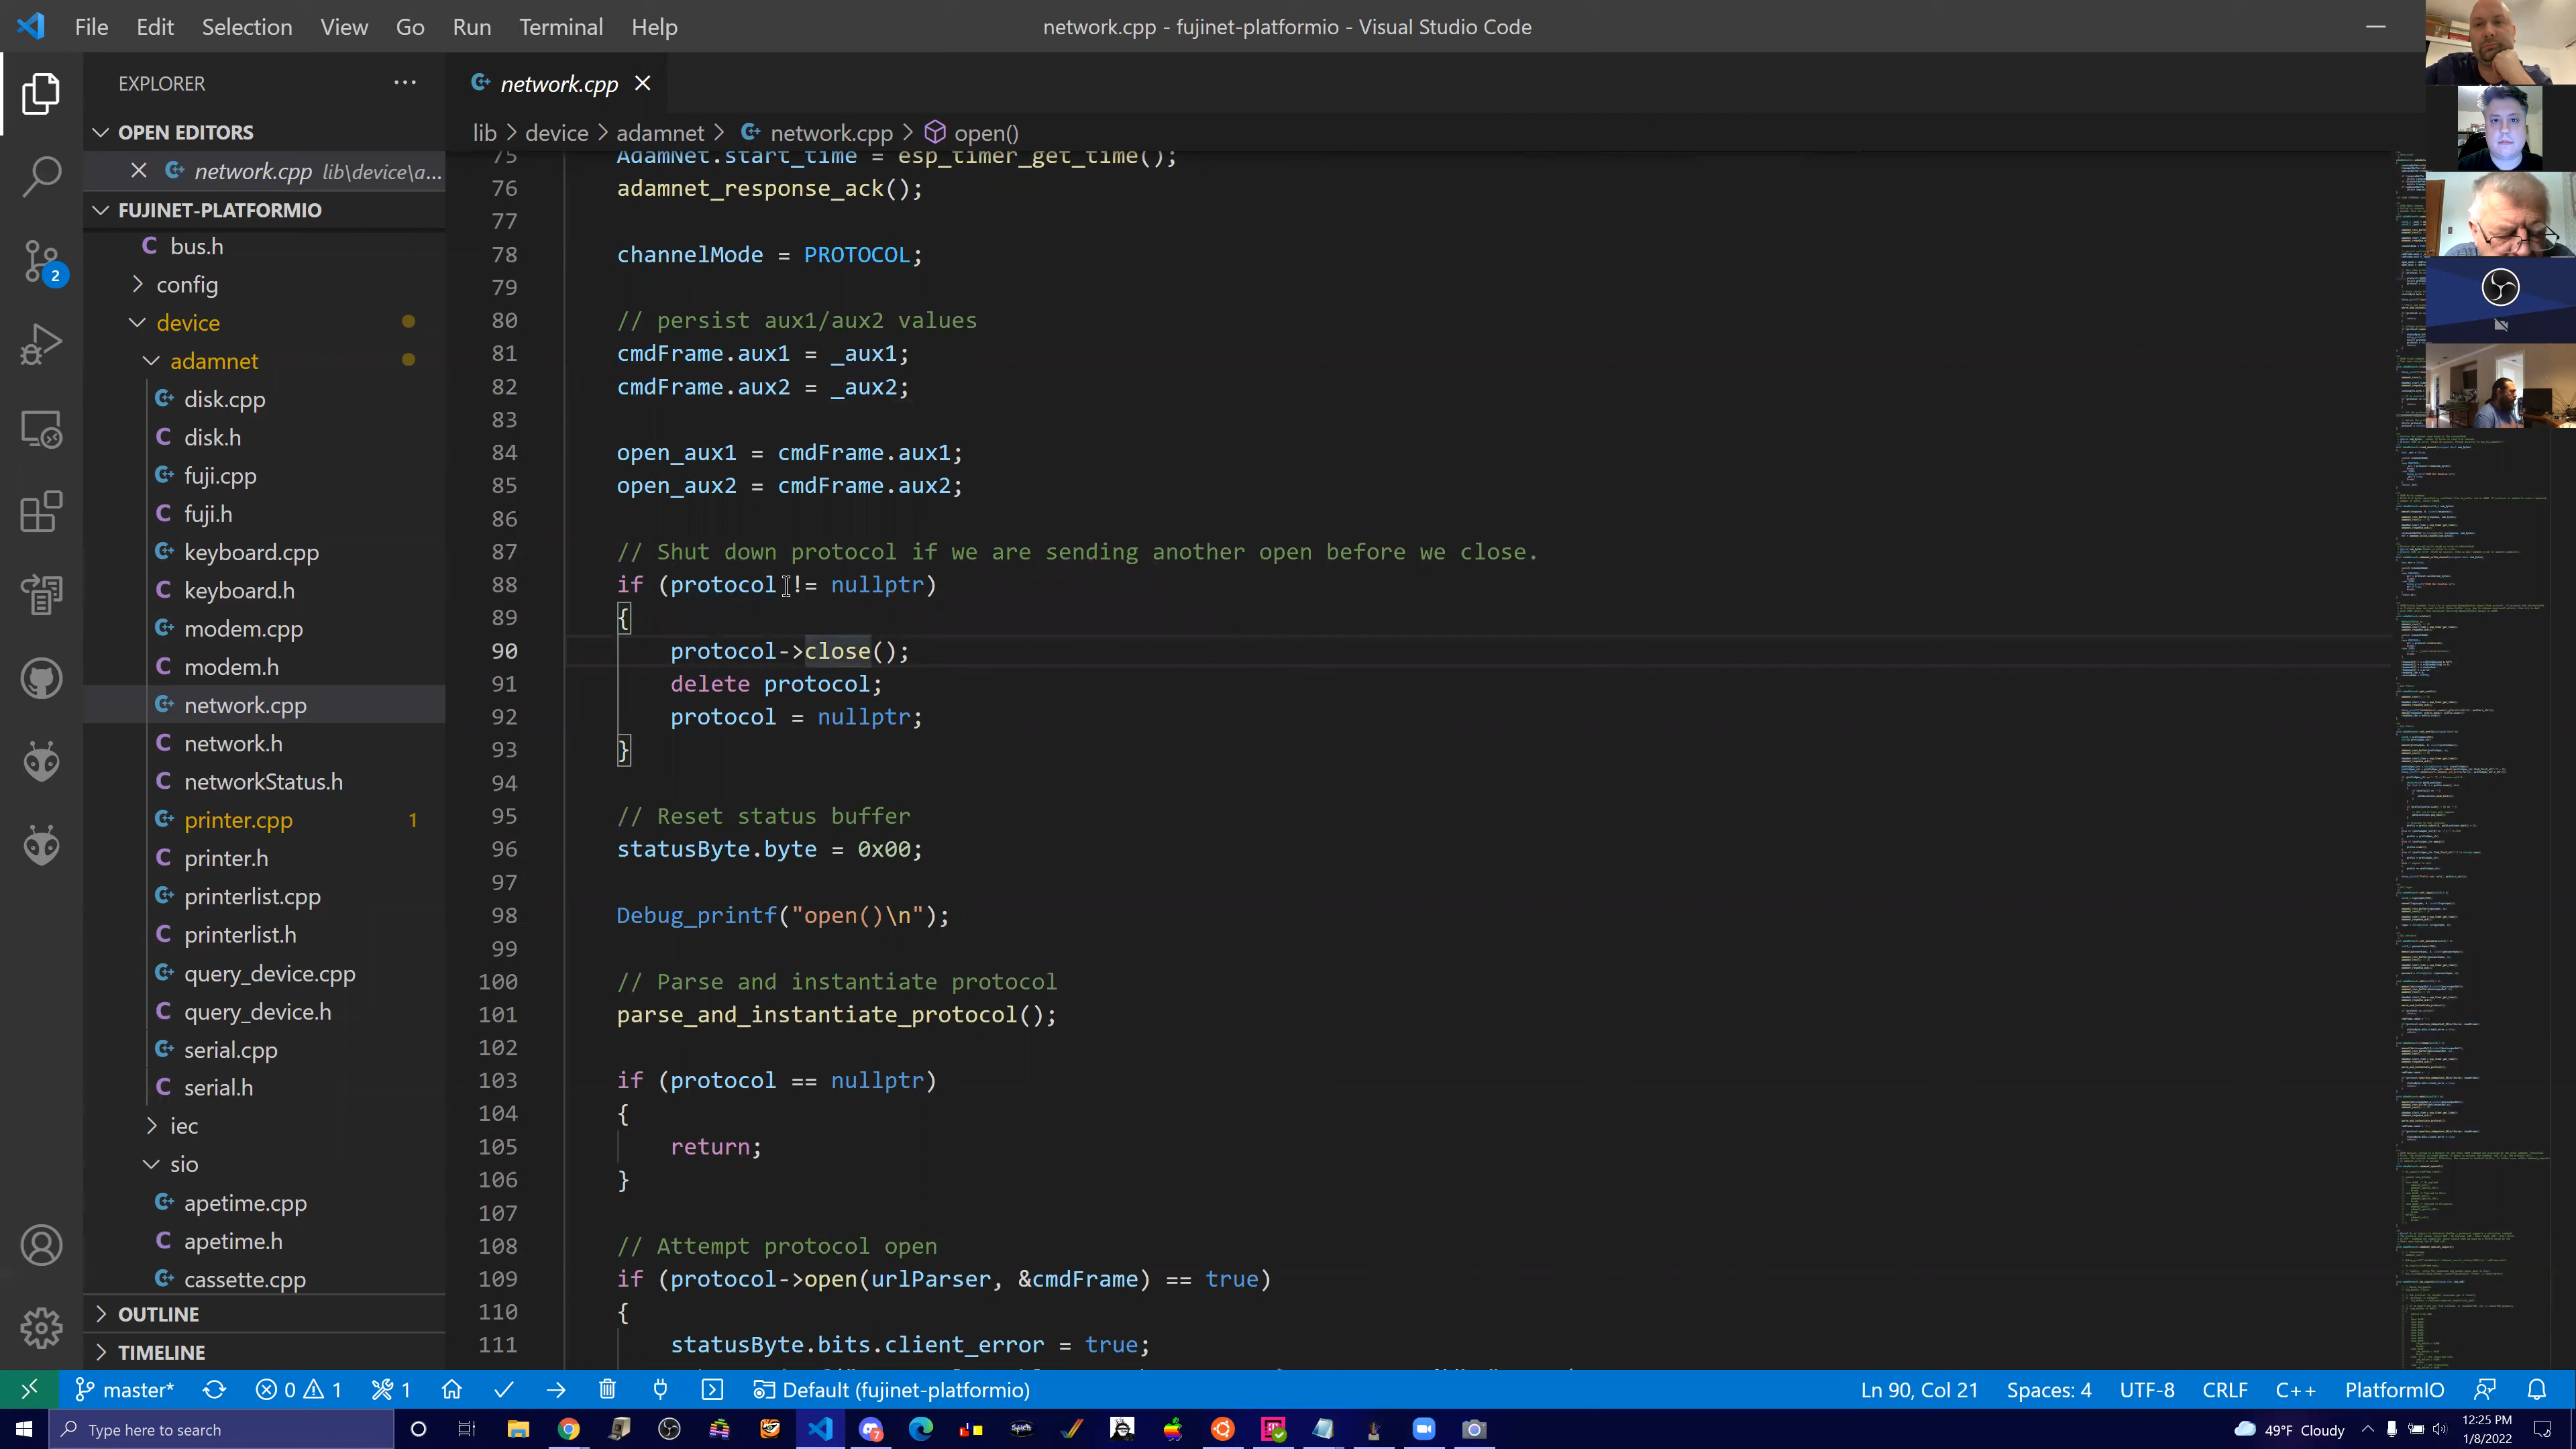 File Edit Selection View Go Run Terminal Help
network.cpp - fujinet-platformio - Visual Studio Code
EXPLORER
network.cpp
OPEN EDITORS
network.cpp lib\device\a...
FUJINET-PLATFORMIO
bus.h
config
device
adamnet
disk.cpp
disk.h
fuji.cpp
fuji.h
keyboard.cpp
keyboard.h
modem.cpp
modem.h
network.cpp
network.h
networkStatus.h
printer.cpp 1
printer.h
printerlist.cpp
printerlist.h
query_device.cpp
query_device.h
serial.cpp
serial.h
iec
sio
apetime.cpp
apetime.h
cassette.cpp
OUTLINE
TIMELINE
2
lib > device > adamnet > network.cpp > open()
75 AdamNet.start_time = esp_timer_get_time();
76 adamnet_response_ack();
77
78 channelMode = PROTOCOL;
79
80 // persist aux1/aux2 values
81 cmdFrame.aux1 = _aux1;
82 cmdFrame.aux2 = _aux2;
83
84 open_aux1 = cmdFrame.aux1;
85 open_aux2 = cmdFrame.aux2;
86
87 // Shut down protocol if we are sending another open before we close.
88 if (protocol != nullptr)
89 {
90 protocol->close();
91 delete protocol;
92 protocol = nullptr;
93 }
94
95 // Reset status buffer
96 statusByte.byte = 0x00;
97
98 Debug_printf("open()\n");
99
100 // Parse and instantiate protocol
101 parse_and_instantiate_protocol();
102
103 if (protocol == nullptr)
104 {
105 return;
106 }
107
108 // Attempt protocol open
109 if (protocol->open(urlParser, &cmdFrame) == true)
110 {
111 statusByte.bits.client_error = true;
master* 0 1 1 Default (fujinet-platformio) Ln 90, Col 21 Spaces: 4 UTF-8 CRLF C++ PlatformIO
Type here to search
49°F Cloudy
12:25 PM
1/8/2022